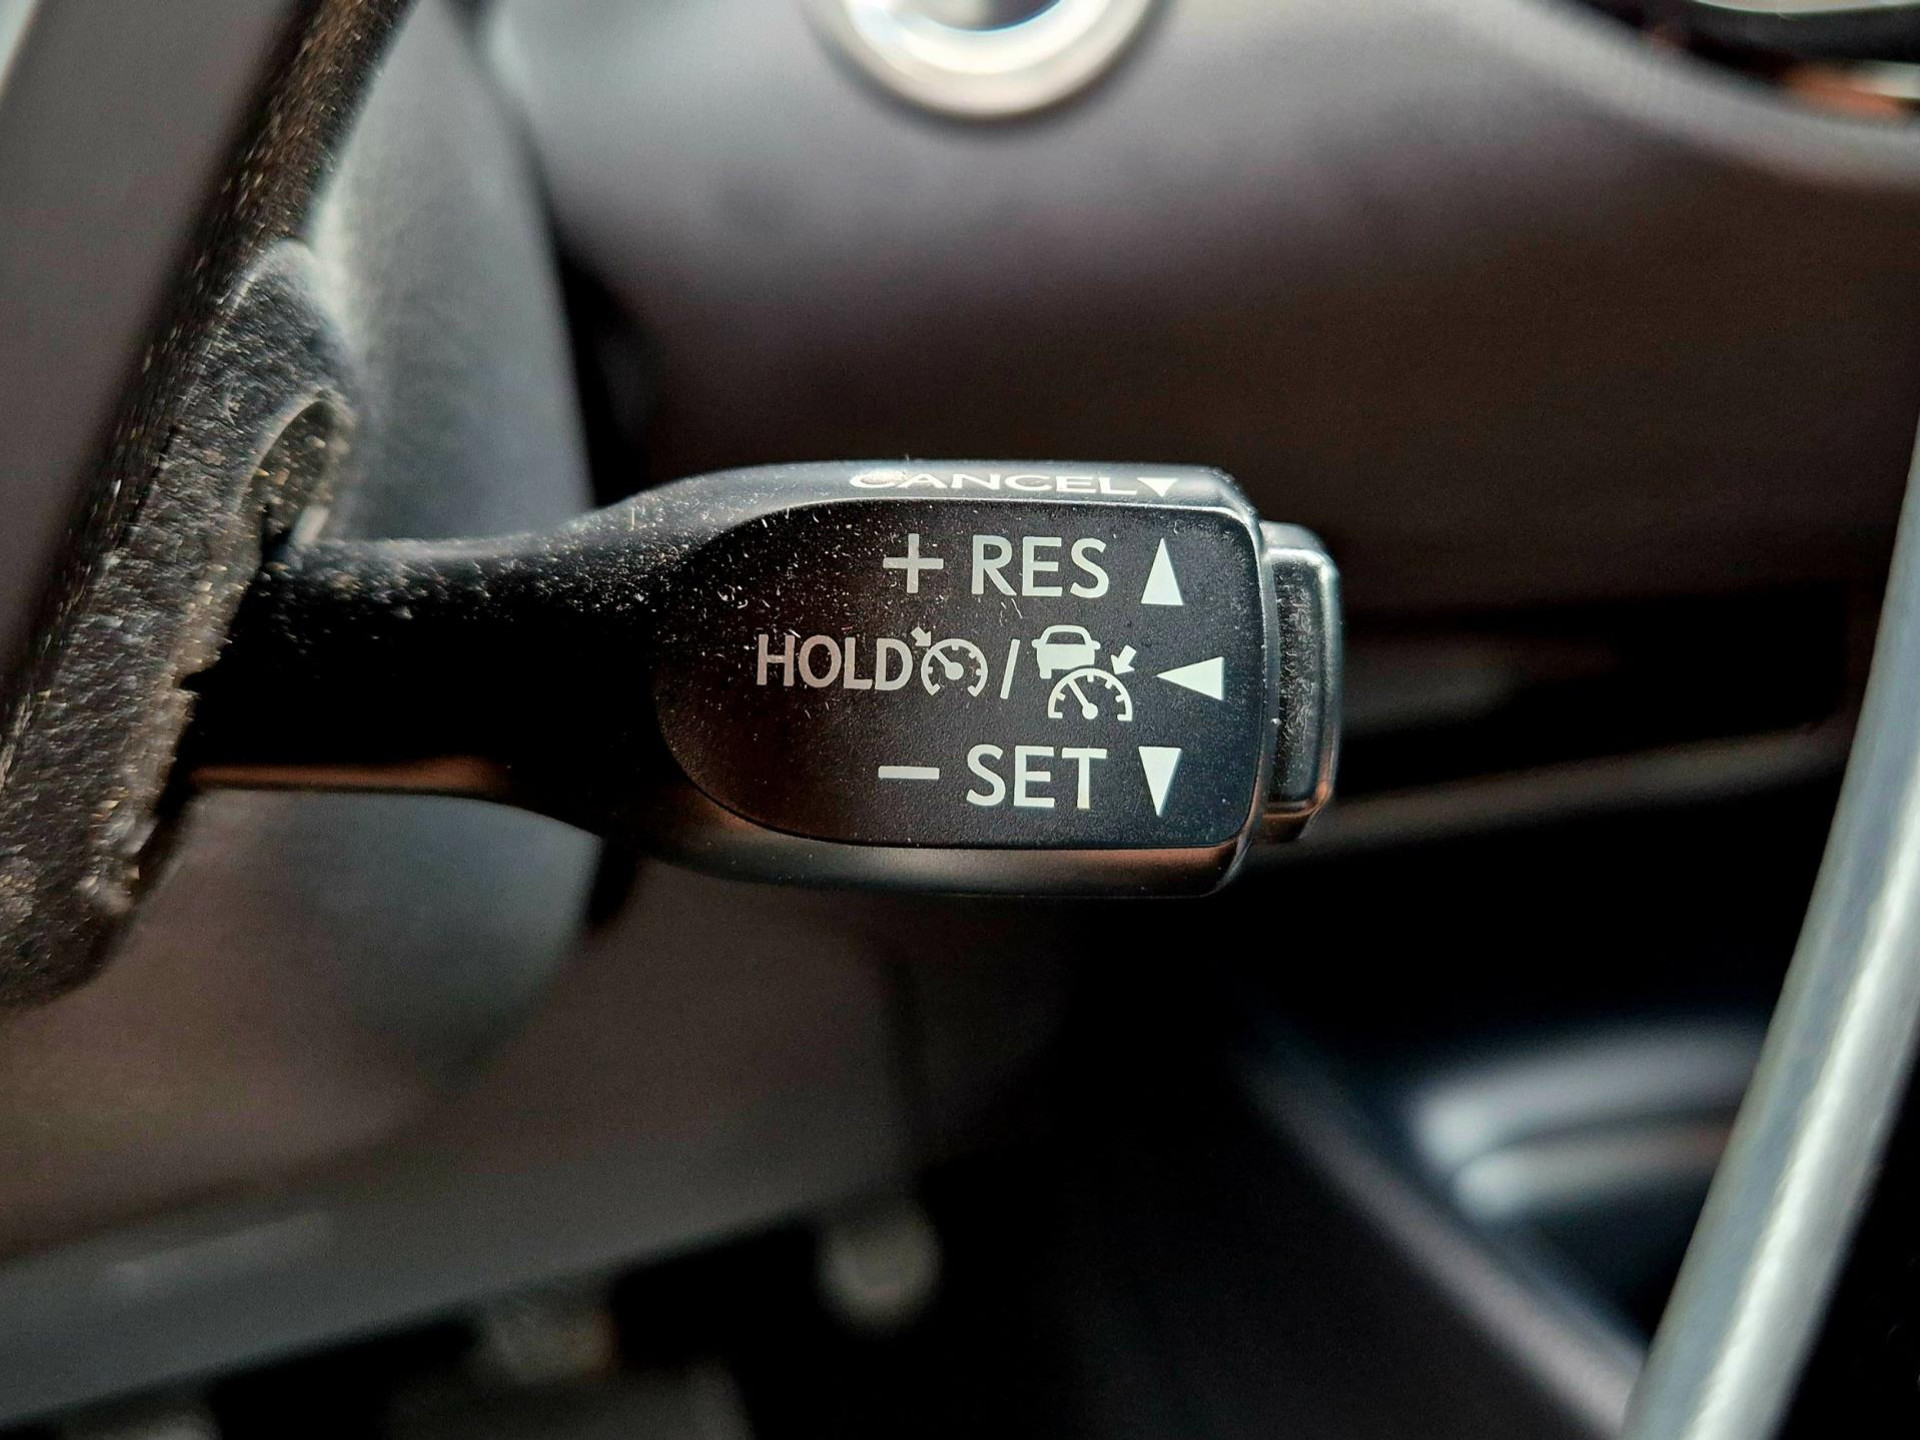 CANCEL▼
+ RES ▲
HOLD / ◀
− SET ▼